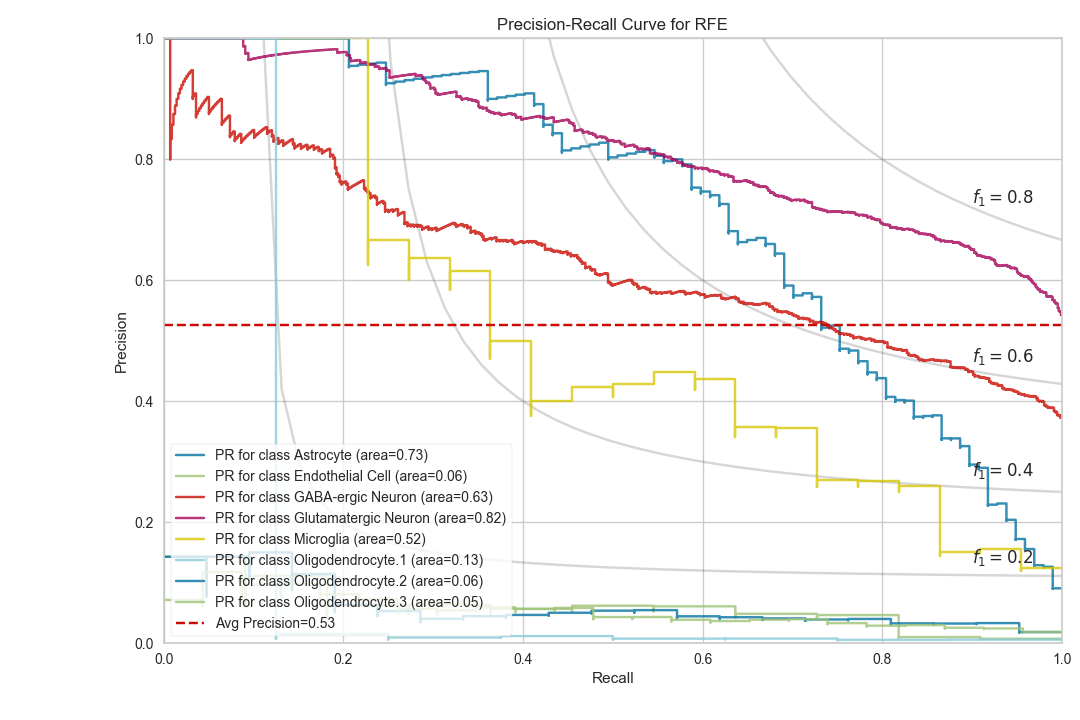 Precision-Recall Curve for RFE
1.0
0.8
0.6
0.4
0.2
0.0
Precision
f1 = 0.8
f1 = 0.6
f1 = 0.4
f1 = 0.2
PR for class Astrocyte (area=0.73)
PR for class Endothelial Cell (area=0.06)
PR for class GABA-ergic Neuron (area=0.63)
PR for class Glutamatergic Neuron (area=0.82)
PR for class Microglia (area=0.52)
PR for class Oligodendrocyte.1 (area=0.13)
PR for class Oligodendrocyte.2 (area=0.06)
PR for class Oligodendrocyte.3 (area=0.05)
Avg Precision=0.53
0.0 0.2 0.4 0.6 0.8 1.0
Recall